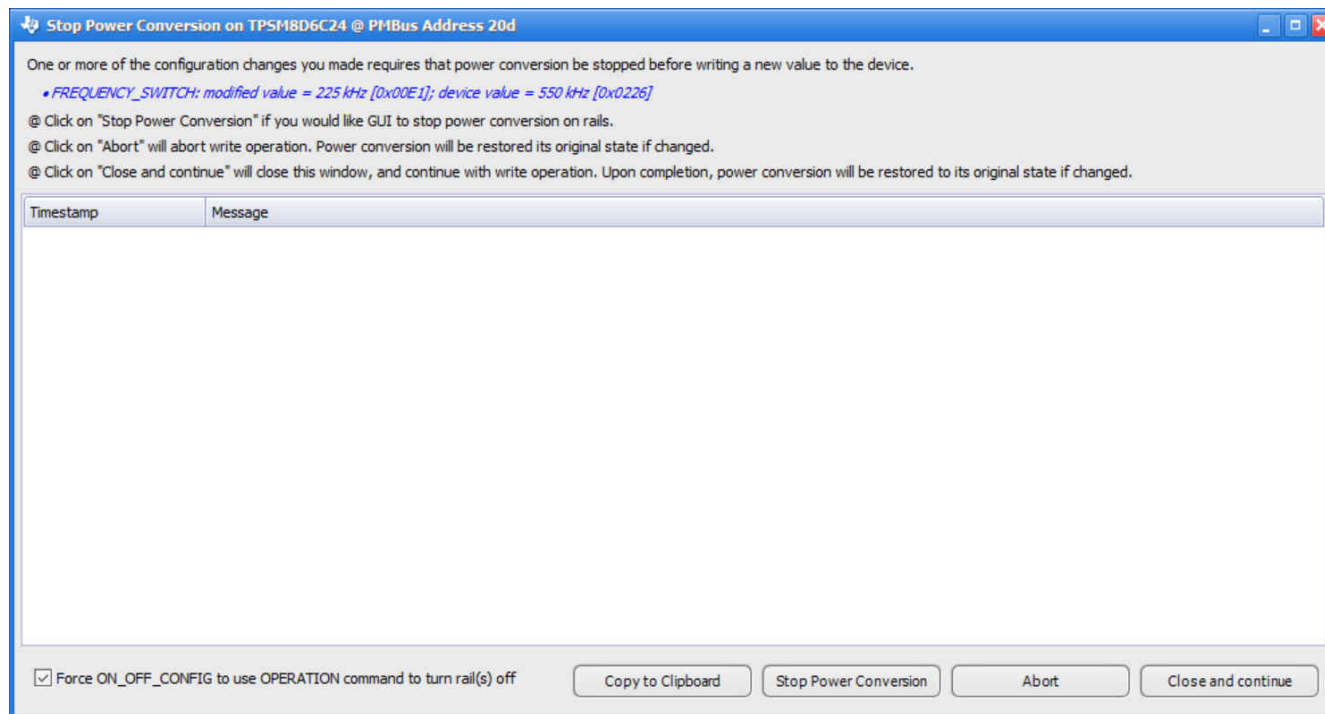 Stop Power Conversion on TPSM8D6C24 @ PMBus Address 20d
One or more of the configuration changes you made requires that power conversion be stopped before writing a new value to the device.
• FREQUENCY_SWITCH: modified value = 225 kHz [0x00E1]; device value = 550 kHz [0x0226]
@ Click on "Stop Power Conversion" if you would like GUI to stop power conversion on rails.
@ Click on "Abort" will abort write operation. Power conversion will be restored its original state if changed.
@ Click on "Close and continue" will close this window, and continue with write operation. Upon completion, power conversion will be restored to its original state if changed.
Timestamp Message
Force ON_OFF_CONFIG to use OPERATION command to turn rail(s) off Copy to Clipboard Stop Power Conversion Abort Close and continue